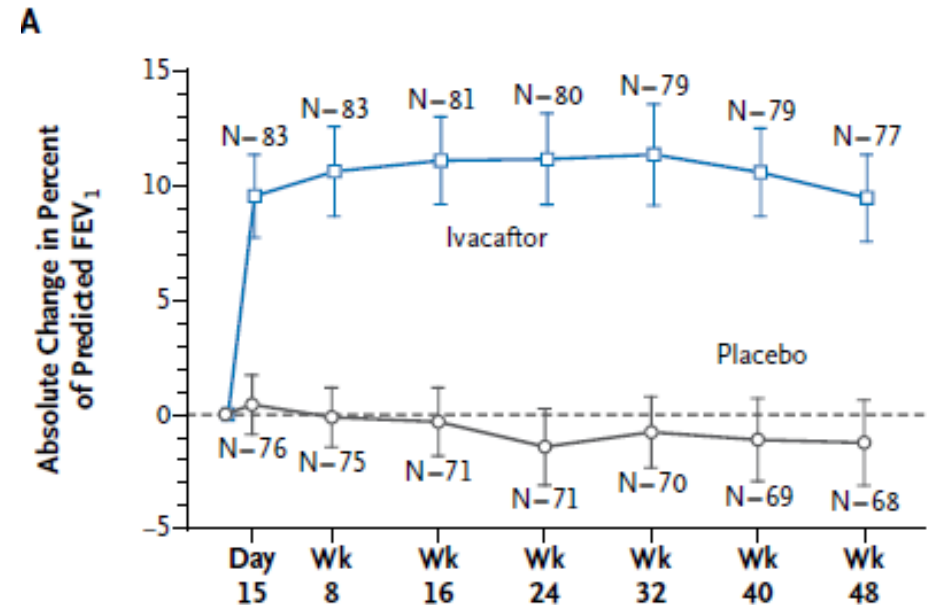 A
Absolute Change in Percent
of Predicted FEV1
15
10
5
0
−5
N−83
N−83
N−81
N−80
N−79
N−79
N−77
Ivacaftor
Placebo
N−76
N−75
N−71
N−71
N−70
N−69
N−68
Day
15
Wk
8
Wk
16
Wk
24
Wk
32
Wk
40
Wk
48